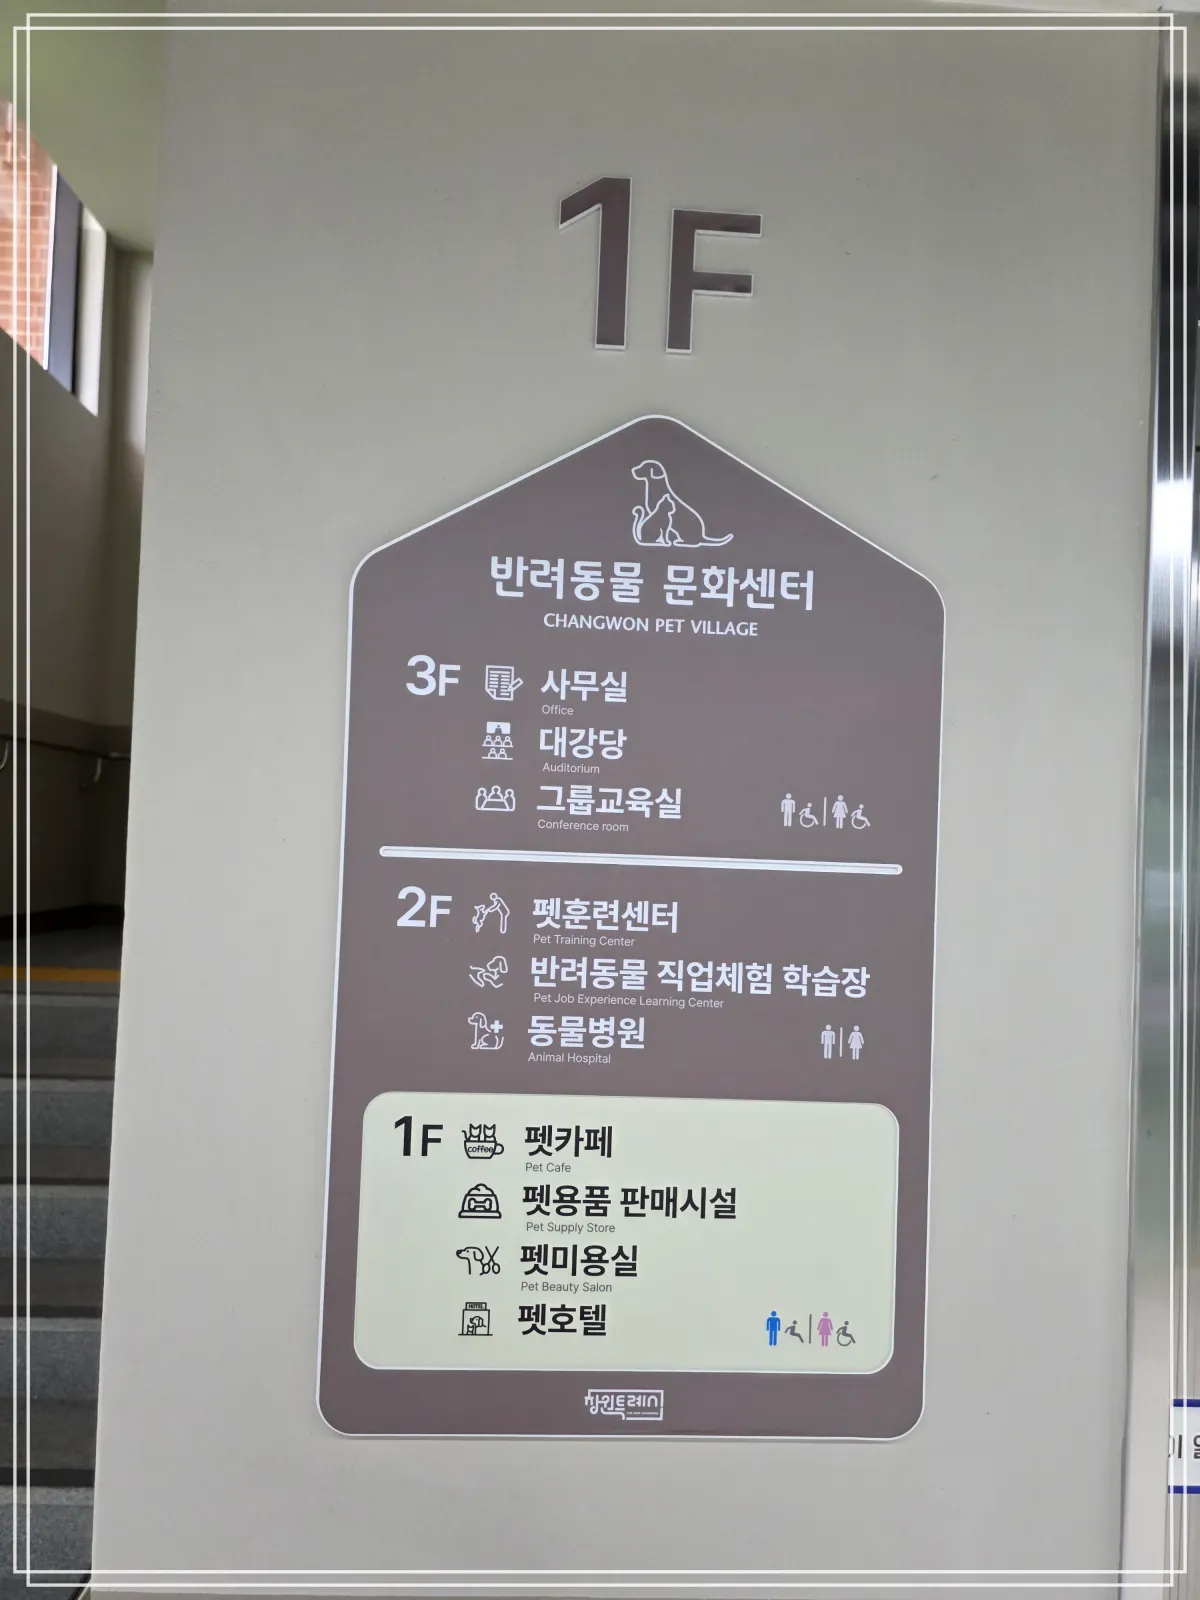 1F
반려동물 문화센터
CHANGWON PET VILLAGE
3F 사무실
Office
대강당
Auditorium
그룹교육실
Conference room
2F 펫훈련센터
Pet Training Center
반려동물 직업체험 학습장
Pet Job Experience Learning Center
동물병원
Animal Hospital
1F coffee 펫카페
Pet Cafe
펫용품 판매시설
Pet Supply Store
펫미용실
Pet Beauty Salon
HOTEL 펫호텔